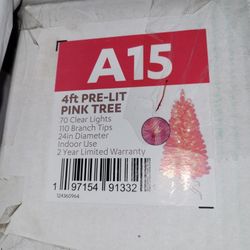 A15
4ft PRE-LIT
PINK TREE
70 Clear Lights
110 Branch Tips
24in Diameter
Indoor Use
2 Year Limited Warranty
1 97154 91332
124360964